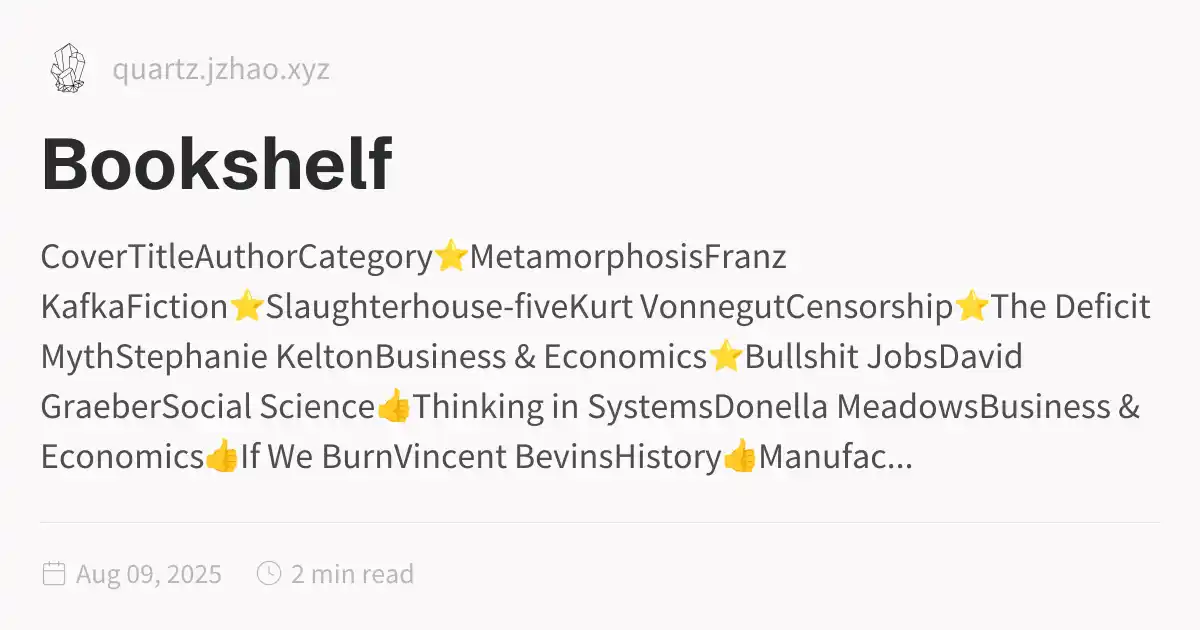 quartz.jzhao.xyz
Bookshelf
CoverTitleAuthorCategory⭐MetamorphosisFranz
KafkaFiction⭐Slaughterhouse-fiveKurt VonnegutCensorship⭐The Deficit
MythStephanie KeltonBusiness & Economics⭐Bullshit JobsDavid
GraeberSocial Science👍Thinking in SystemsDonella MeadowsBusiness &
Economics👍If We BurnVincent BevinsHistory👍Manufac...
Aug 09, 2025 2 min read